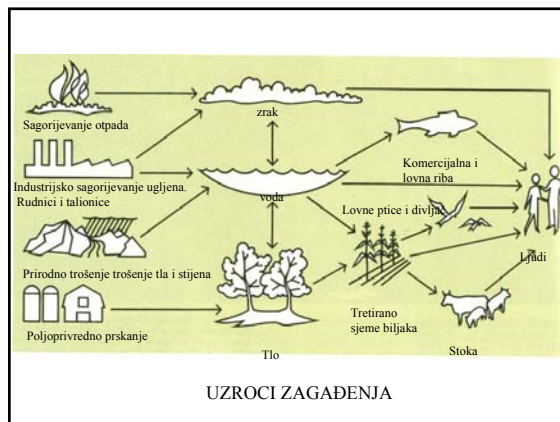 Sagorijevanje otpada
zrak
Industrijsko sagorijevanje ugljena.
Rudnici i talionice
Komercijalna i
lovna riba
voda
Lovne ptice i divljač
Prirodno trošenje trošenje tla i stijena
Ljudi
Poljoprivredno prskanje
Tretirano
sjeme biljaka
Tlo
Stoka
UZROCI ZAGAĐENJA